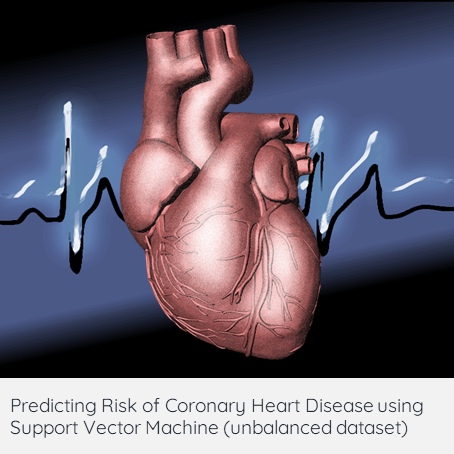 Predicting Risk of Coronary Heart Disease using
Support Vector Machine (unbalanced dataset)